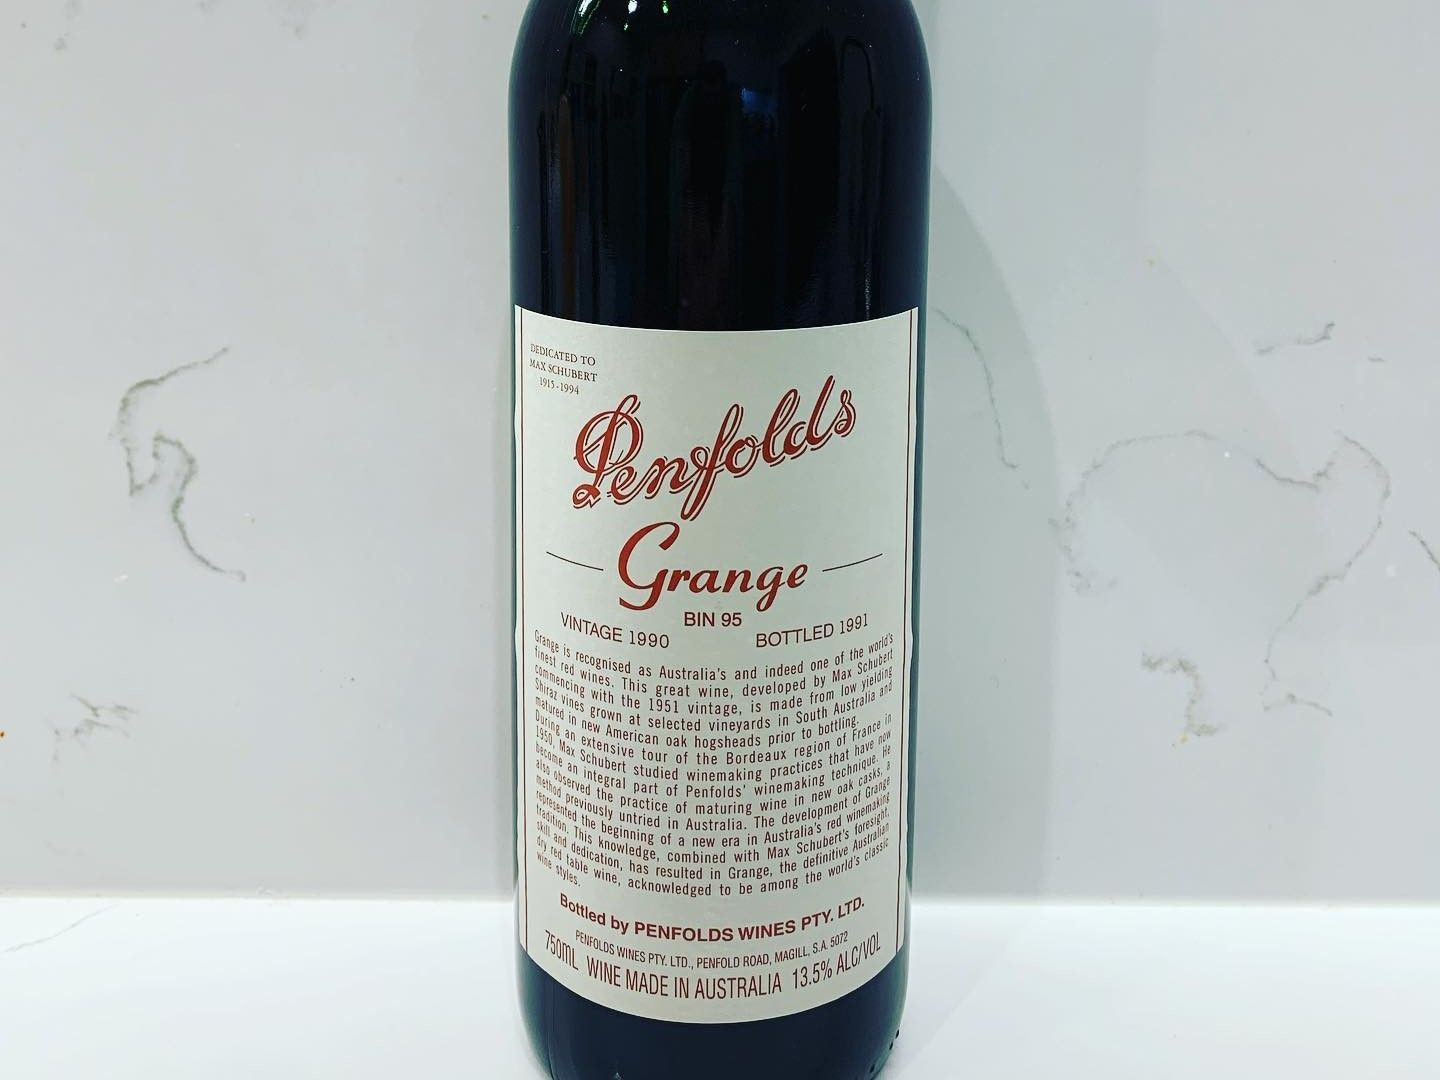 DEDICATED TO
MAX SCHUBERT
1915-1994
Penfolds
Grange
BIN 95
VINTAGE 1990 BOTTLED 1991
Grange is recognised as Australia's and indeed one of the world's
finest red wines. This great wine, developed by Max Schubert
commencing with the 1951 vintage, is made from low yielding
Shiraz vines grown at selected vineyards in South Australia and
matured in new American oak hogsheads prior to bottling.
During an extensive tour of the Bordeaux region of France in
1950, Max Schubert studied winemaking practices that have now
become an integral part of Penfolds' winemaking technique. He
also observed the practice of maturing wine in new oak casks, a
method previously untried in Australia. The development of Grange
represented the beginning of a new era in Australia's red winemaking
tradition. This knowledge, combined with Max Schubert's foresight,
skill and dedication, has resulted in Grange, the definitive Australian
dry red table wine, acknowledged to be among the world's classic
wine styles.
Bottled by PENFOLDS WINES PTY. LTD.
PENFOLDS WINES PTY. LTD., PENFOLD ROAD, MAGILL, S.A. 5072
750mL WINE MADE IN AUSTRALIA 13.5% ALC/VOL